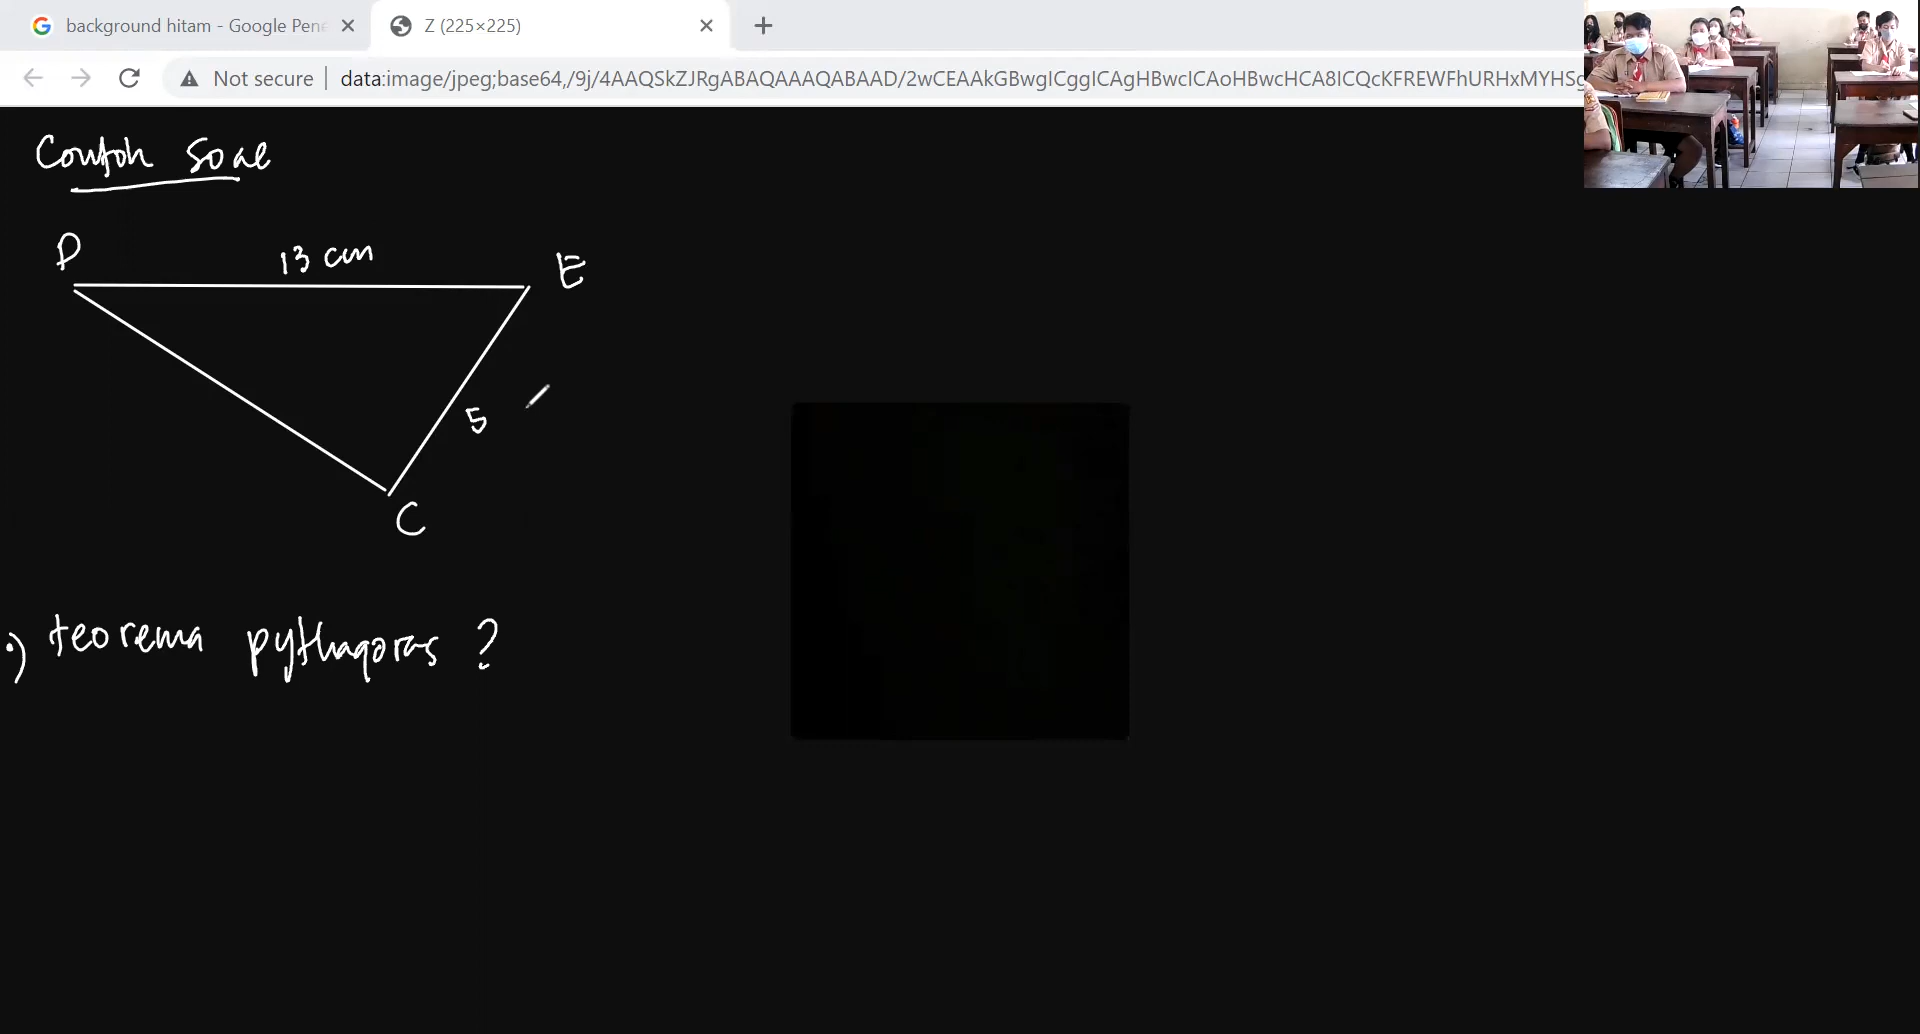 background hitam - Google Pene
Z (225×225)
Not secure
data:image/jpeg;base64,/9j/4AAQSkZJRgABAQAAAQABAAD/2wCEAAkGBwgICggICAgHBwcICAoHBwcHCA8ICQcKFREWFhURHxMYHSg
Contoh Soal
D
13 cm
E
5
C
•) teorema pythagoras ?